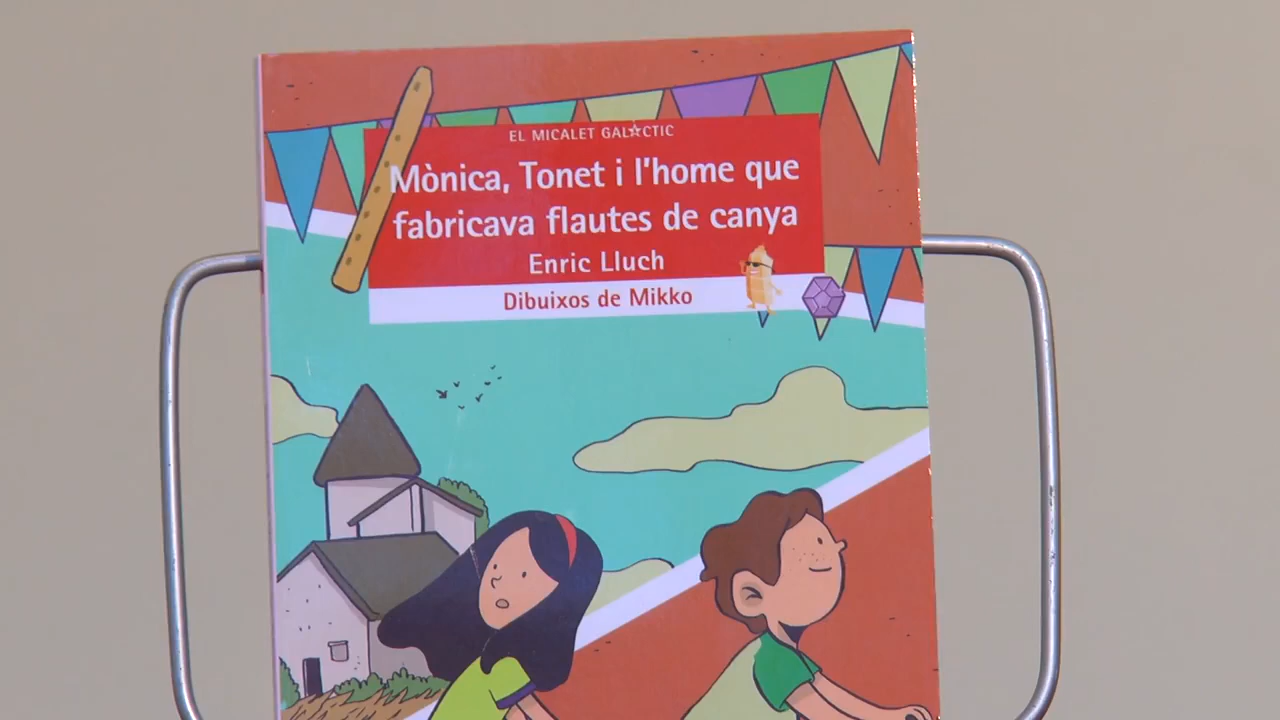 EL MICALET GALÀCTIC
Mònica, Tonet i l'home que
fabricava flautes de canya
Enric Lluch
Dibuixos de Mikko